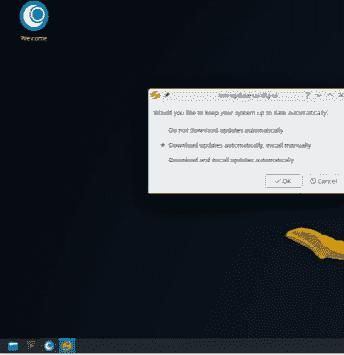 Welcome
Would you like to keep your system up to date automatically?
Do not download updates automatically
Download updates automatically, install manually
Download and install updates automatically
OK
Cancel